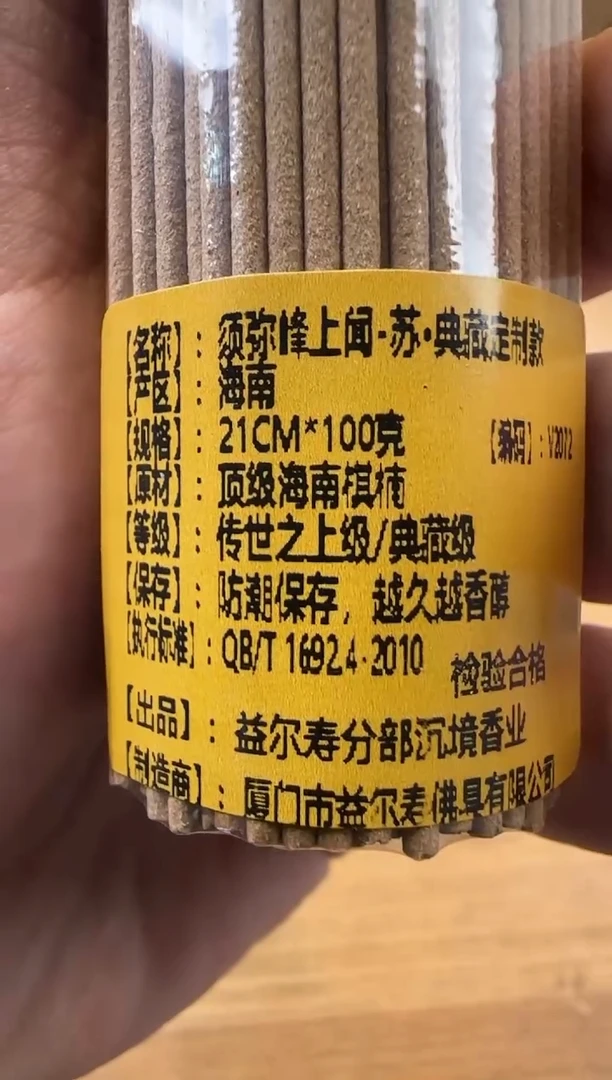 【名称】：须弥峰上闻-苏·典藏定制款
【产区】：海南
【规格】：21CM*100克 【编码】：V2012
【原材】：顶级海南棋楠
【等级】：传世之上级/典藏级
【保存】：防潮保存，越久越香醇
【执行标准】：QB/T 1692.4-2010
检验合格
【出品】：益尔寿分部沉境香业
【制造商】：厦门市益尔寿佛具有限公司